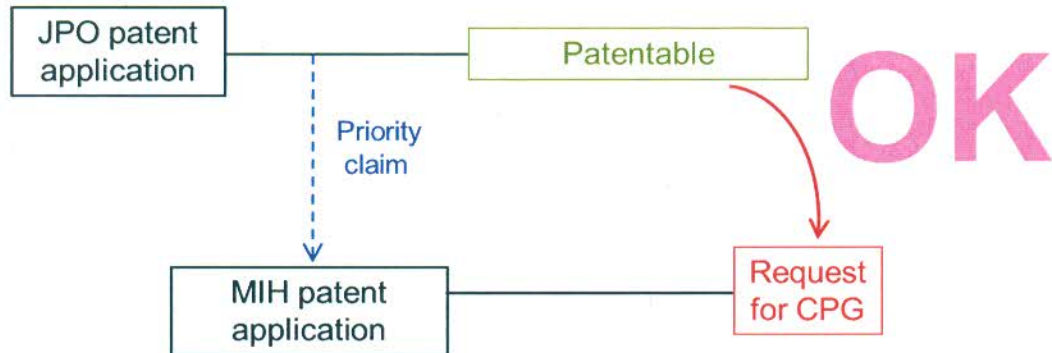 JPO patent
application
Patentable
OK
Priority
claim
MIH patent
application
Request
for CPG